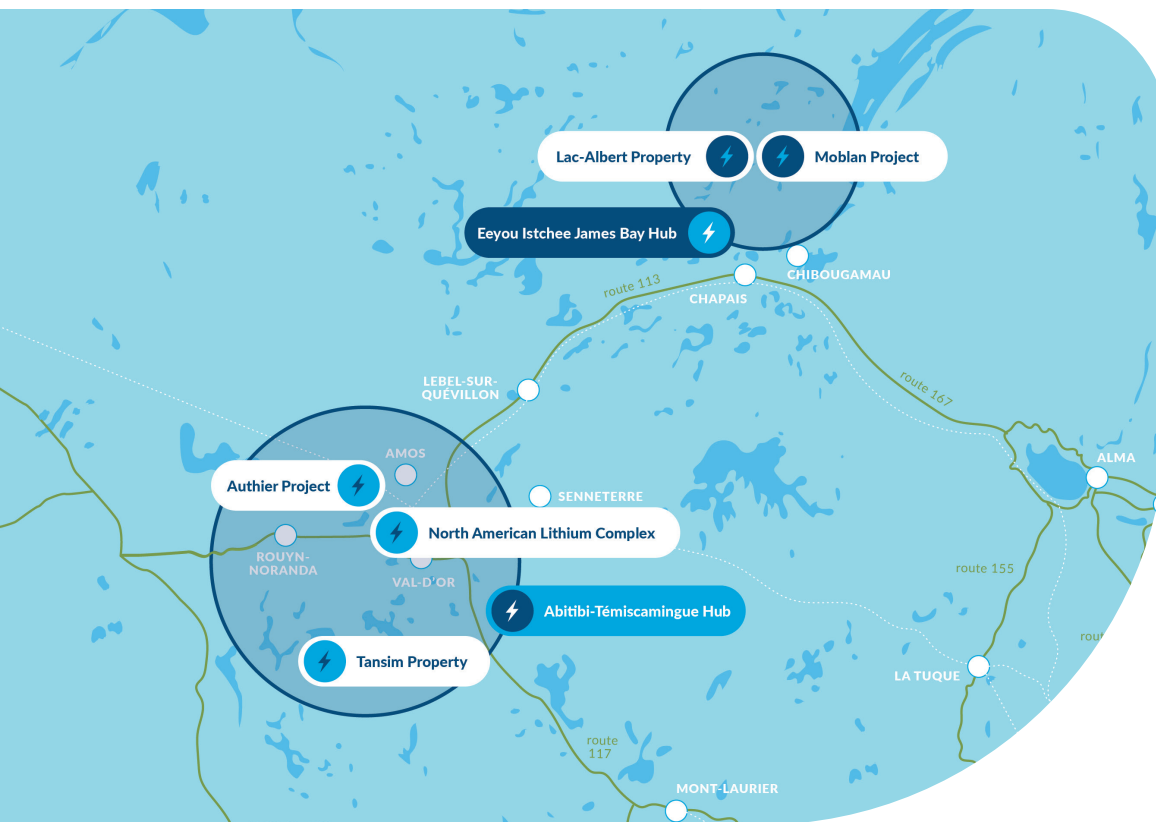 Lac-Albert Property
Moblan Project
Eeyou Istchee James Bay Hub
CHIBOUGAMAU
route 113
CHAPAIS
LEBEL-SUR-
QUÉVILLON
route 167
AMOS
ALMA
Authier Project
SENNETERRE
North American Lithium Complex
ROUYN-
NORANDA
VAL-D'OR
route 155
Abitibi-Témiscamingue Hub
Tansim Property
LA TUQUE
route
117
MONT-LAURIER